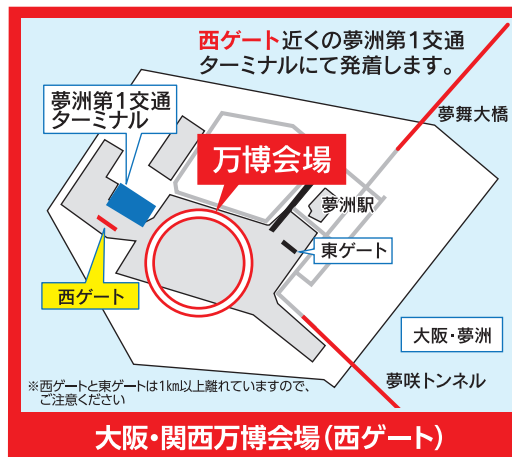 西ゲート近くの夢洲第1交通
ターミナルにて発着します。
夢洲第1交通
ターミナル
夢舞大橋
万博会場
夢洲駅
東ゲート
西ゲート
大阪・夢洲
夢咲トンネル
※西ゲートと東ゲートは1km以上離れていますので、
ご注意ください
大阪・関西万博会場（西ゲート）